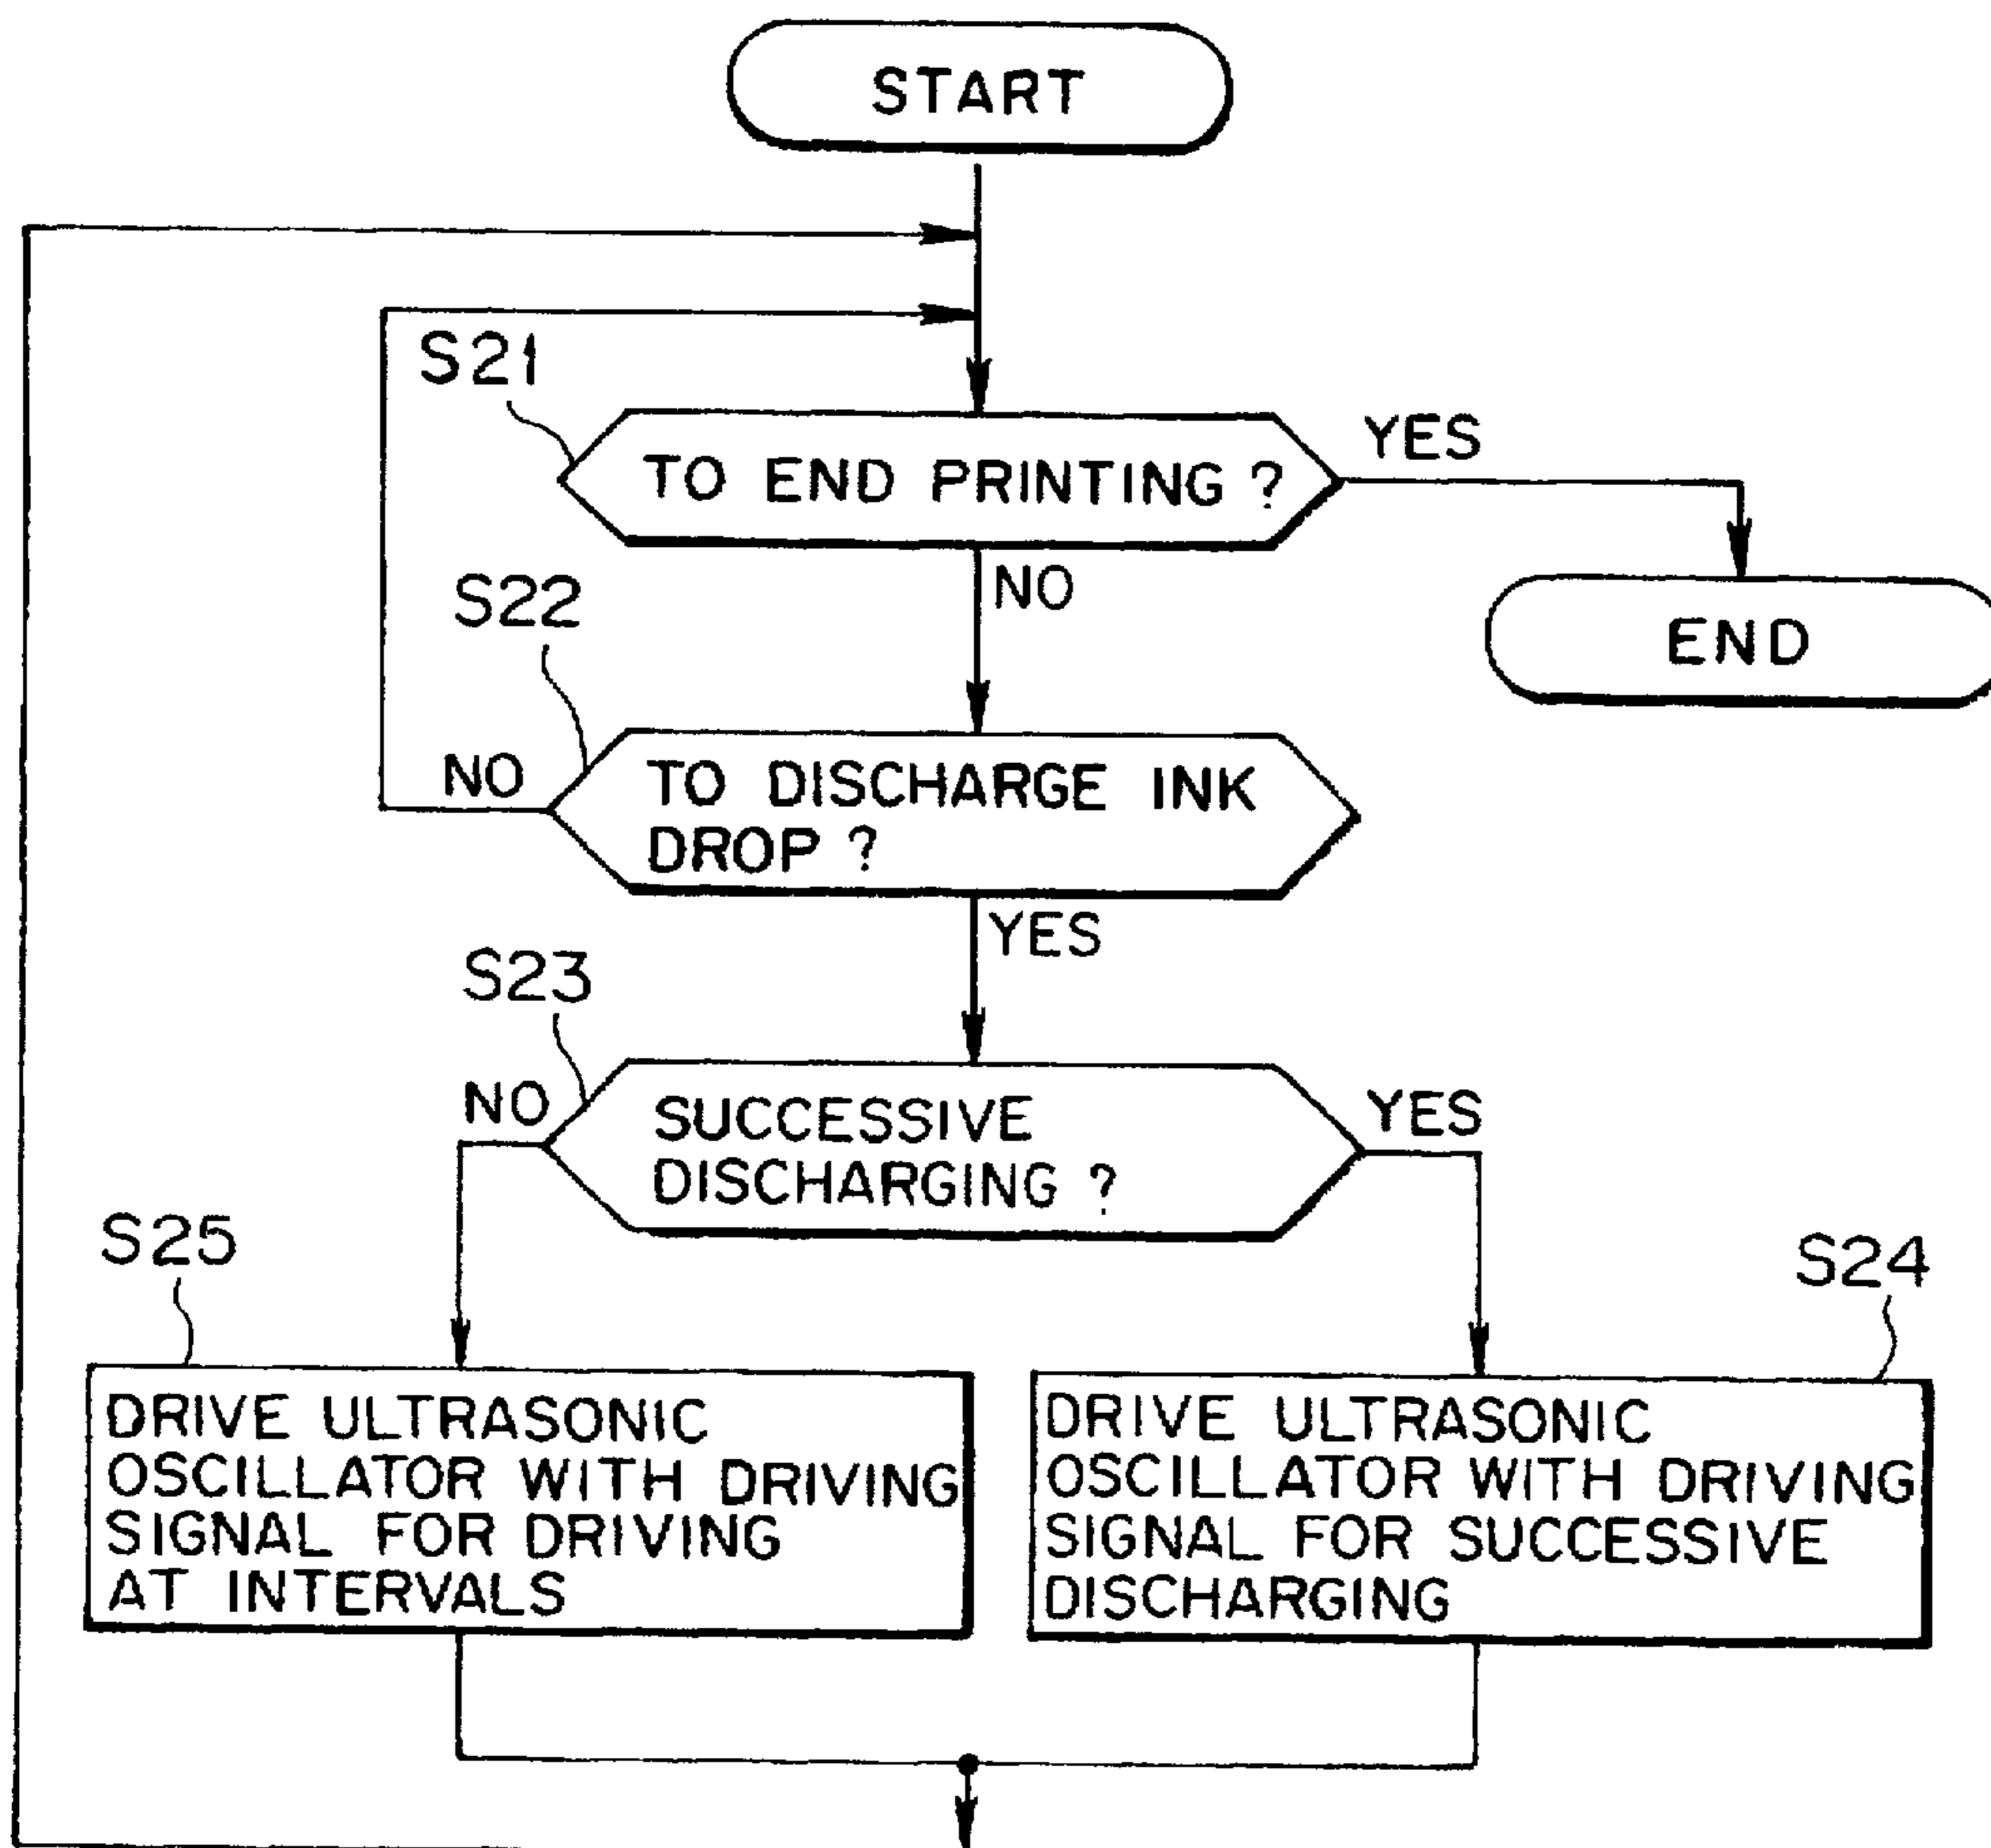 START
S21
TO END PRINTING ?
YES
NO
END
S22
NO
TO DISCHARGE INK
DROP ?
YES
S23
NO
SUCCESSIVE
DISCHARGING ?
YES
S25
S24
DRIVE ULTRASONIC
OSCILLATOR WITH DRIVING
SIGNAL FOR DRIVING
AT INTERVALS
DRIVE ULTRASONIC
OSCILLATOR WITH DRIVING
SIGNAL FOR SUCCESSIVE
DISCHARGING